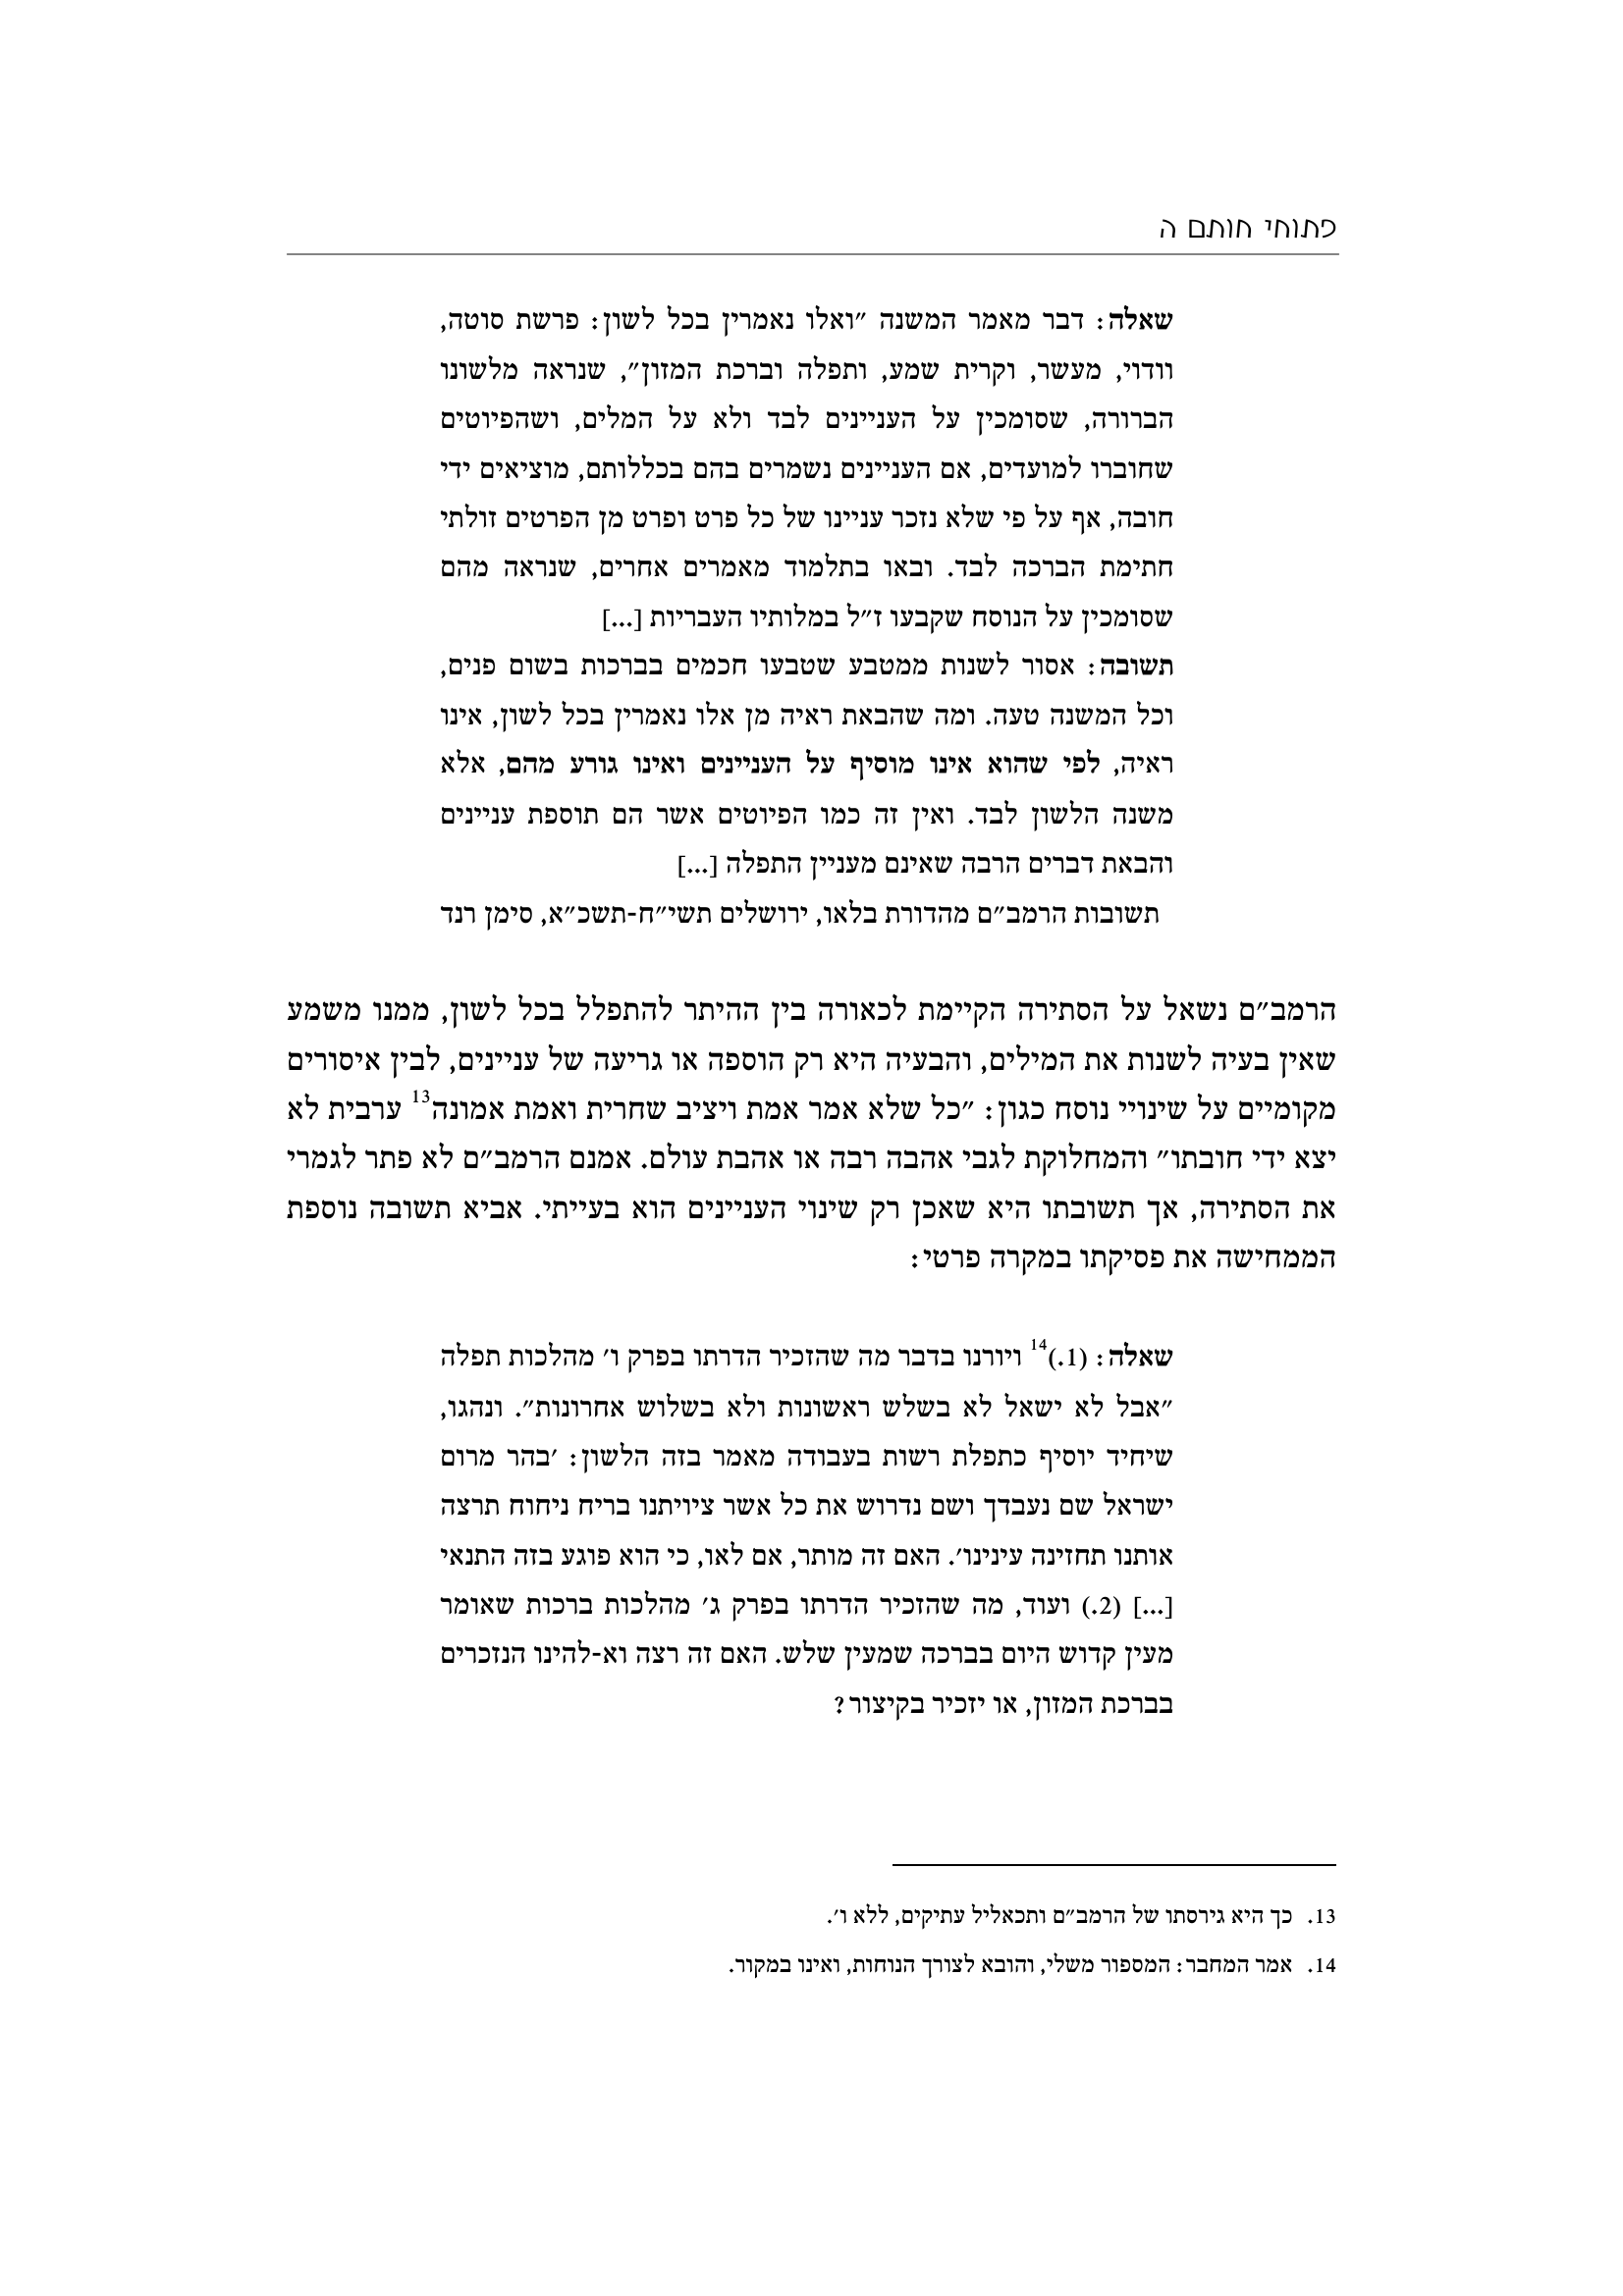 פתוחי חותם ה
שאלה: דבר מאמר המשנה ״ואלו נאמרין בכל לשון: פרשת סוטה,
וודוי, מעשר, וקרית שמע, ותפלה וברכת המזון״, שנראה מלשונו
הברורה, שסומכין על העניינים לבד ולא על המלים, ושהפיוטים
שחוברו למועדים, אם העניינים נשמרים בהם בכללותם, מוציאים ידי
חובה, אף על פי שלא נזכר עניינו של כל פרט ופרט מן הפרטים זולתי
חתימת הברכה לבד. ובאו בתלמוד מאמרים אחרים, שנראה מהם
שסומכין על הנוסח שקבעו ז״ל במלותיו העבריות [...]
תשובה: אסור לשנות ממטבע שטבעו חכמים בברכות בשום פנים,
וכל המשנה טעה. ומה שהבאת ראיה מן אלו נאמרין בכל לשון, אינו
ראיה, לפי שהוא אינו מוסיף על העניינים ואינו גורע מהם, אלא
משנה הלשון לבד. ואין זה כמו הפיוטים אשר הם תוספת עניינים
והבאת דברים הרבה שאינם מעניין התפלה [...]
תשובות הרמב״ם מהדורת בלאו, ירושלים תשי״ח-תשכ״א, סימן רנד
הרמב״ם נשאל על הסתירה הקיימת לכאורה בין ההיתר להתפלל בכל לשון, ממנו משמע
שאין בעיה לשנות את המילים, והבעיה היא רק הוספה או גריעה של עניינים, לבין איסורים
מקומיים על שינויי נוסח כגון: ״כל שלא אמר אמת ויציב שחרית ואמת אמונה13 ערבית לא
יצא ידי חובתו״ והמחלוקת לגבי אהבה רבה או אהבת עולם. אמנם הרמב״ם לא פתר לגמרי
את הסתירה, אך תשובתו היא שאכן רק שינוי העניינים הוא בעייתי. אביא תשובה נוספת
הממחישה את פסיקתו במקרה פרטי:
שאלה: (1.)14 ויורנו בדבר מה שהזכיר הדרתו בפרק ו׳ מהלכות תפלה
״אבל לא ישאל לא בשלש ראשונות ולא בשלוש אחרונות״. ונהגו,
שיחיד יוסיף כתפלת רשות בעבודה מאמר בזה הלשון: ׳בהר מרום
ישראל שם נעבדך ושם נדרוש את כל אשר ציויתנו בריח ניחוח תרצה
אותנו תחזינה עינינו׳. האם זה מותר, אם לאו, כי הוא פוגע בזה התנאי
[...] (2.) ועוד, מה שהזכיר הדרתו בפרק ג׳ מהלכות ברכות שאומר
מעין קדוש היום בברכה שמעין שלש. האם זה רצה וא-להינו הנזכרים
בברכת המזון, או יזכיר בקיצור?
13. כך היא גירסתו של הרמב״ם ותכאליל עתיקים, ללא ו׳.
14. אמר המחבר: המספור משלי, והובא לצורך הנוחות, ואינו במקור.